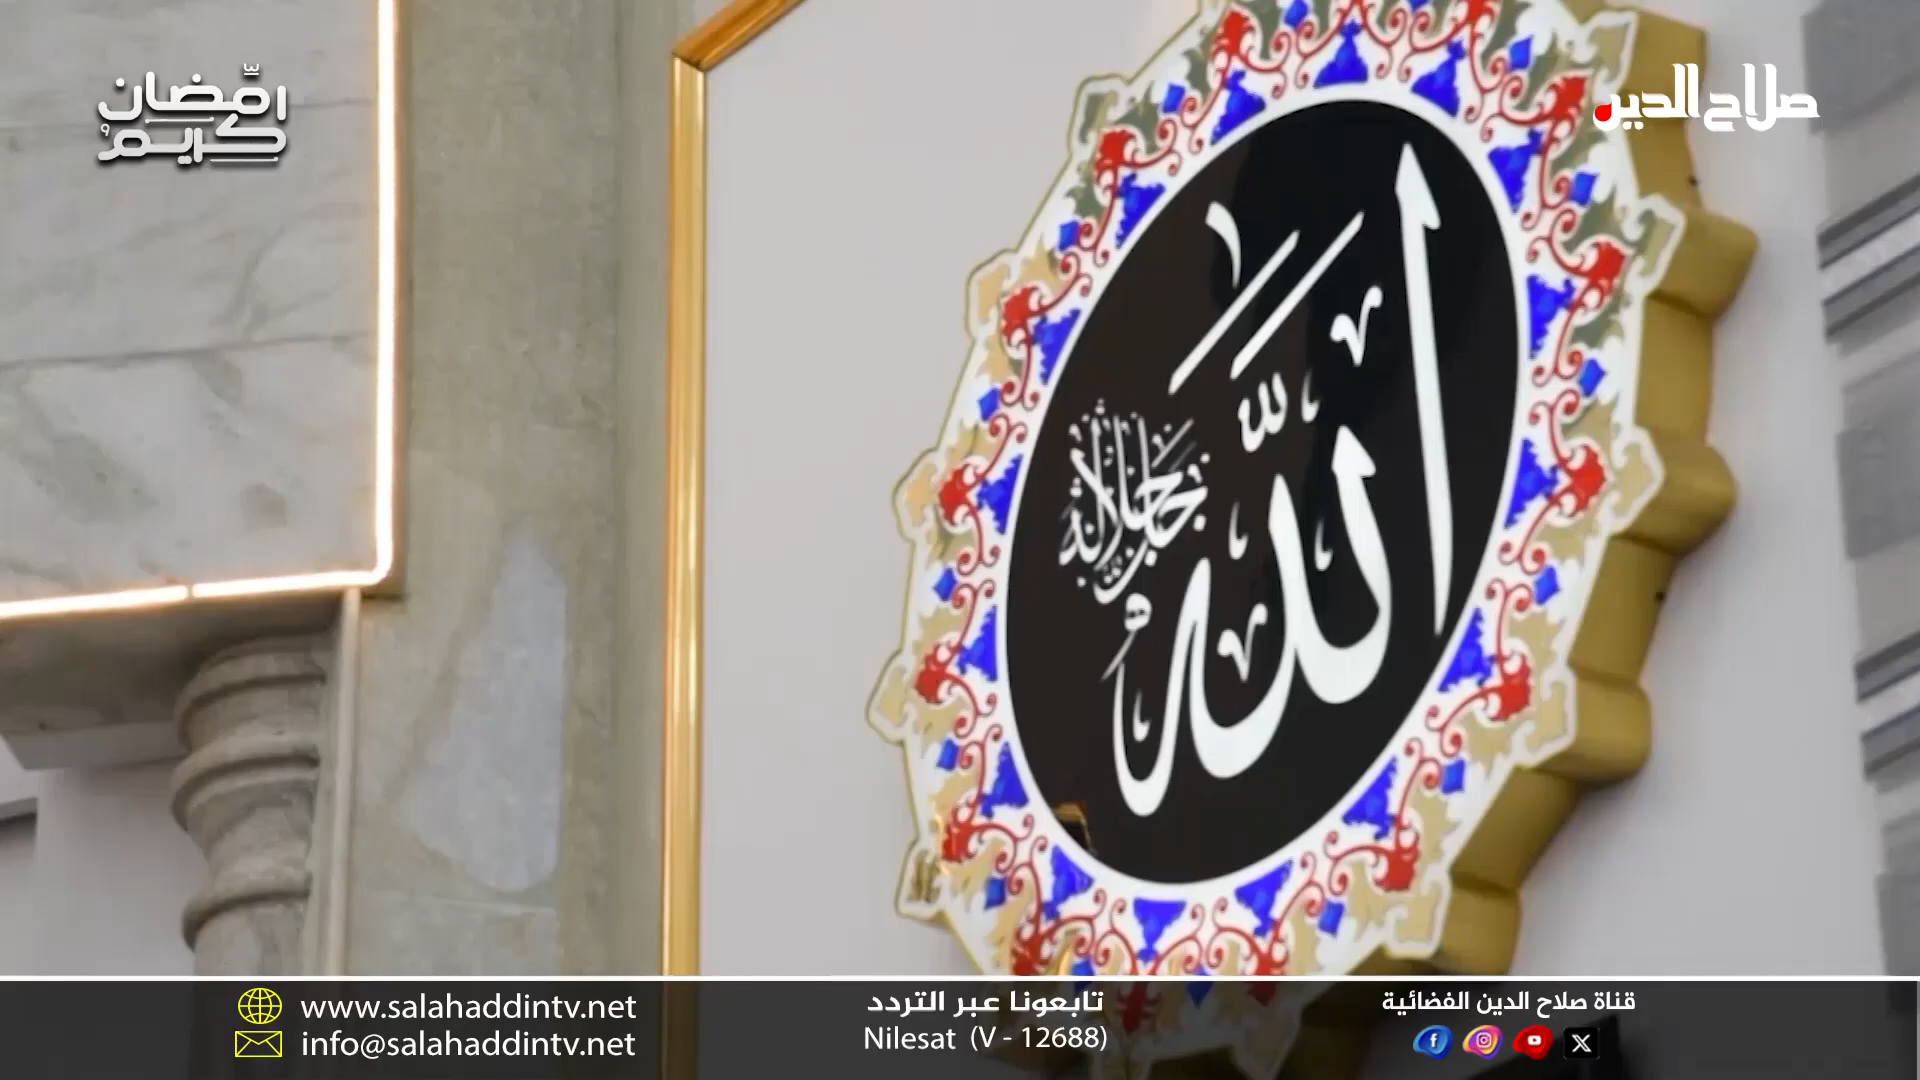 رمضان
كريم
صلاح الدين
الله
جل جلاله
www.salahaddintv.net
info@salahaddintv.net
تابعونا عبر التردد
Nilesat (V - 12688)
قناة صلاح الدين الفضائية